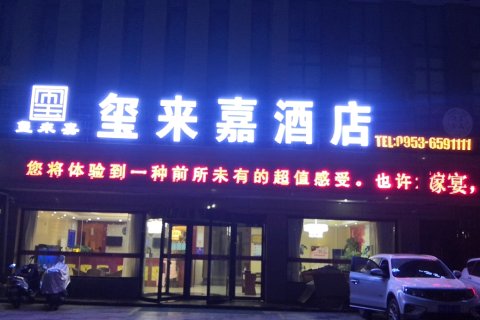 玺来嘉酒店
玺来嘉
TEL:0953-6591111
您将体验到一种前所未有的超值感受。也许:家宴,